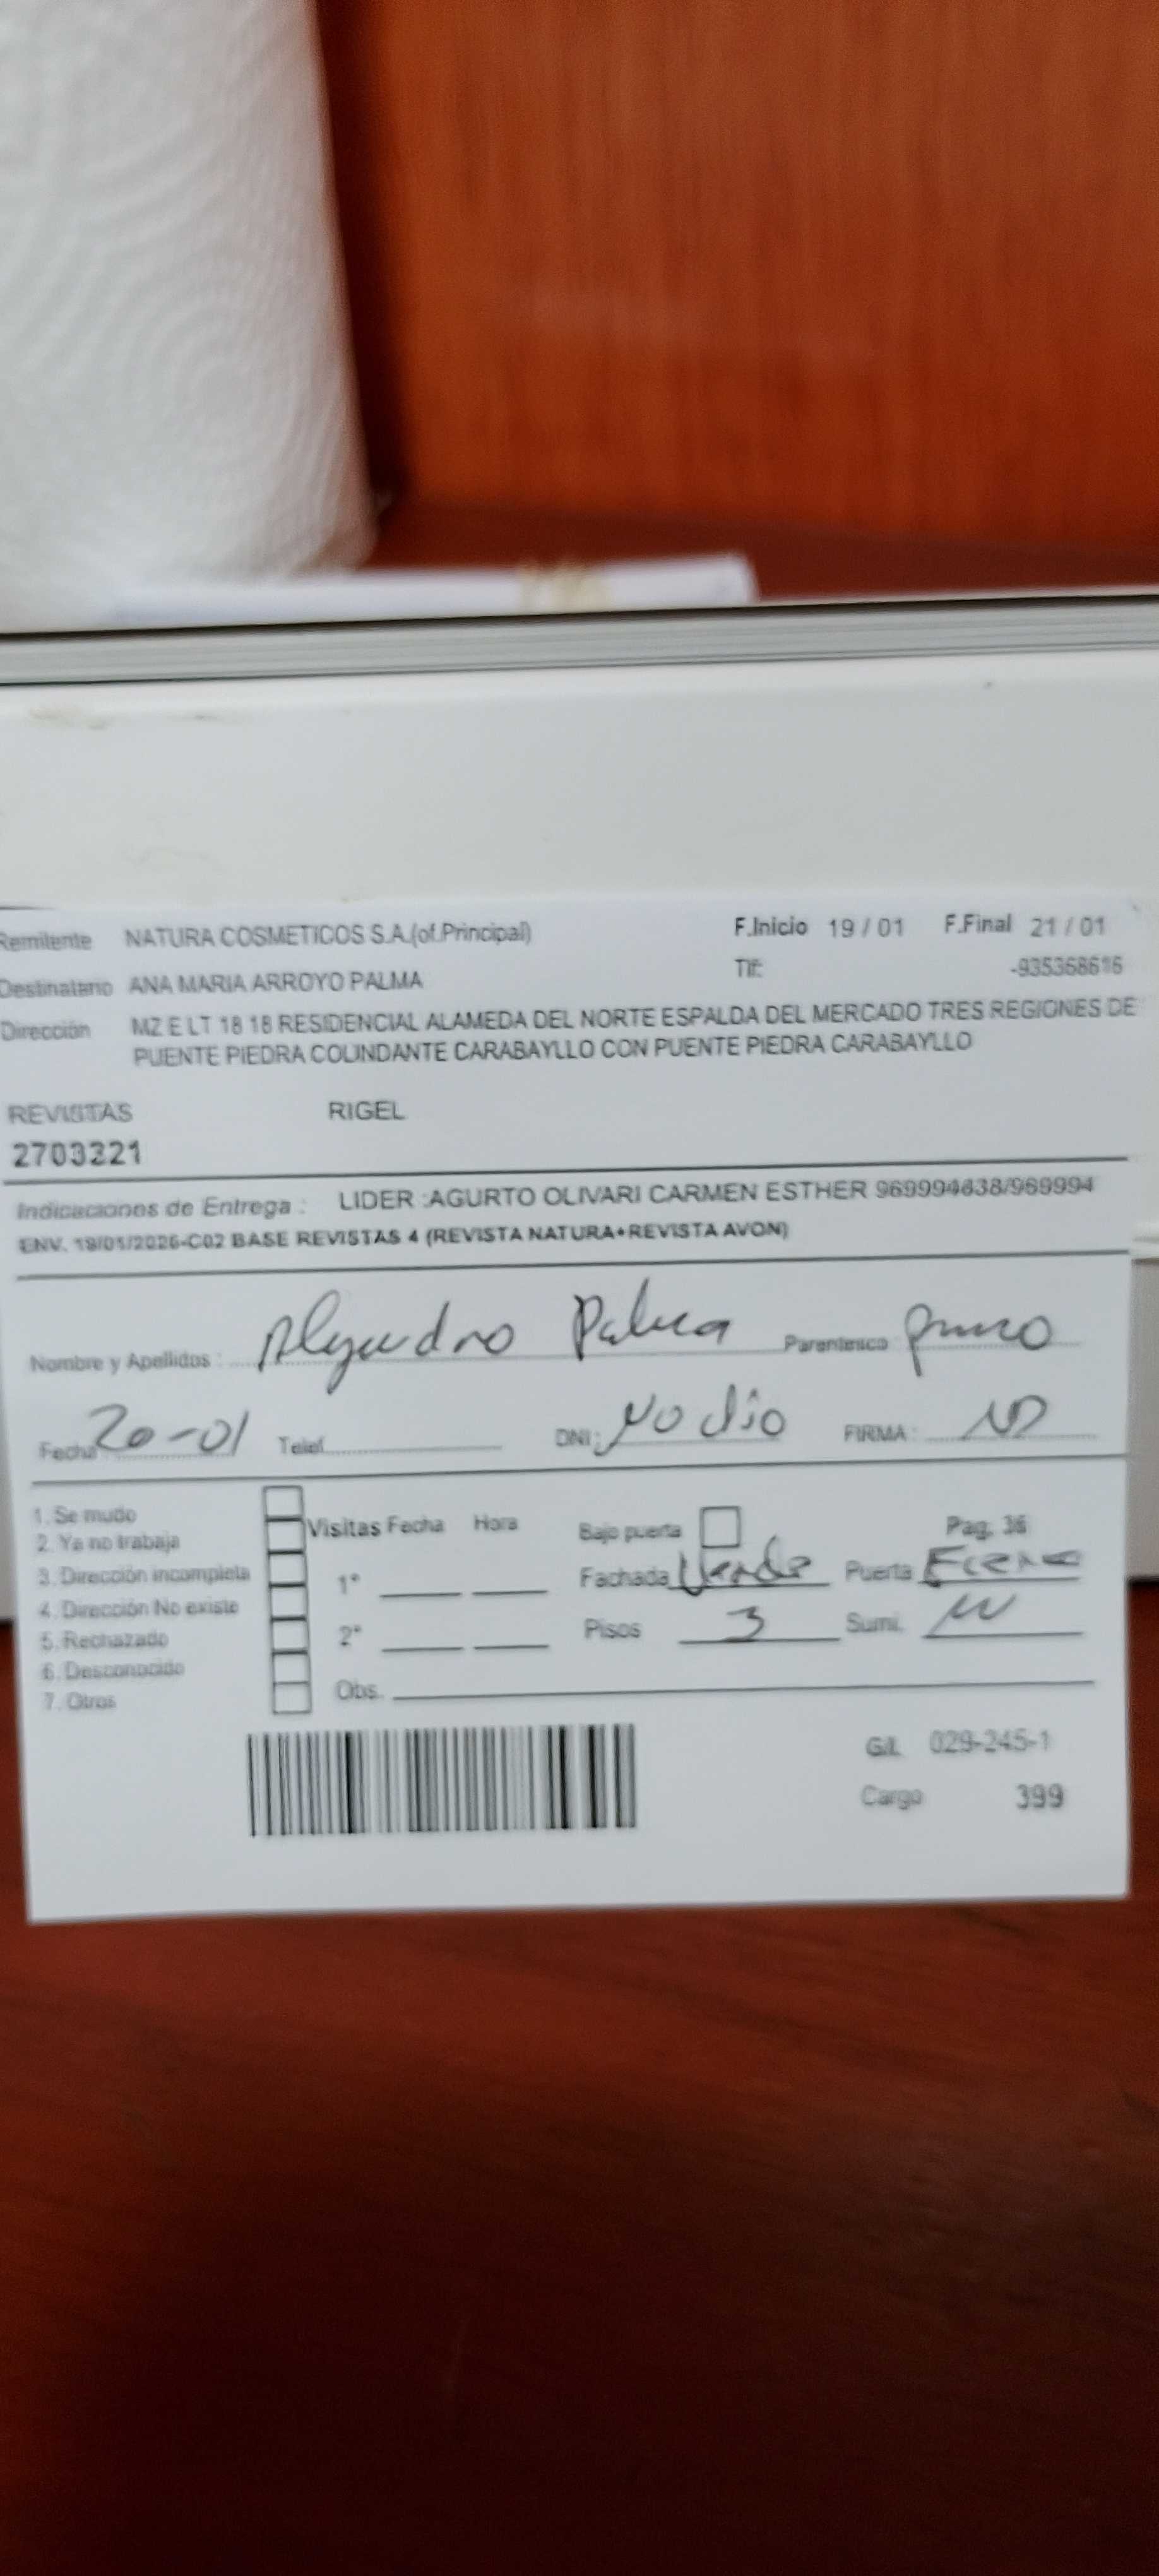 Remitente NATURA COSMETICOS S.A.(of.Principal) F.Inicio 19 / 01 F.Final 21 / 01
Destinatario ANA MARIA ARROYO PALMA Tlf: -935368616
Dirección MZ E LT 18 18 RESIDENCIAL ALAMEDA DEL NORTE ESPALDA DEL MERCADO TRES REGIONES DE
PUENTE PIEDRA COLINDANTE CARABAYLLO CON PUENTE PIEDRA CARABAYLLO
REVISTAS RIGEL
2703221
Indicaciones de Entrega : LIDER :AGURTO OLIVARI CARMEN ESTHER 969994638/969994
ENV. 19/01/2026-C02 BASE REVISTAS 4 (REVISTA NATURA+REVISTA AVON)
Nombre y Apellidos : Alejandro Palma Parentesco primo
Fecha 20-01 Telef. DNI: No dio FIRMA : ND
1. Se mudo
2. Ya no trabaja
3. Dirección incompleta
4. Dirección No existe
5. Rechazado
6. Desconocido
7. Otros
Visitas Fecha Hora
1°
2°
Obs.
Bajo puerta Pag: 36
Fachada Verde Puerta
Pisos 3 Sumi.
G/L 029-245-1
Cargo 399